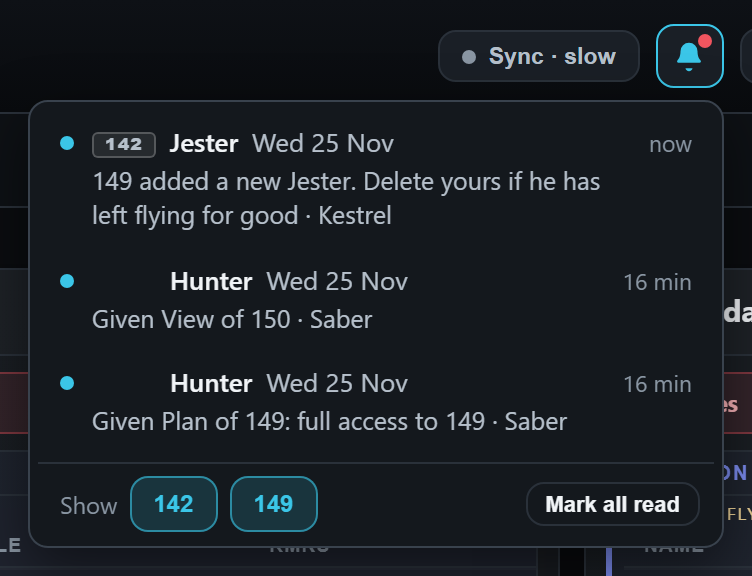 Sync · slow
142 Jester Wed 25 Nov now
149 added a new Jester. Delete yours if he has
left flying for good · Kestrel
Hunter Wed 25 Nov 16 min
Given View of 150 · Saber
Hunter Wed 25 Nov 16 min
Given Plan of 149: full access to 149 · Saber
Show 142 149 Mark all read